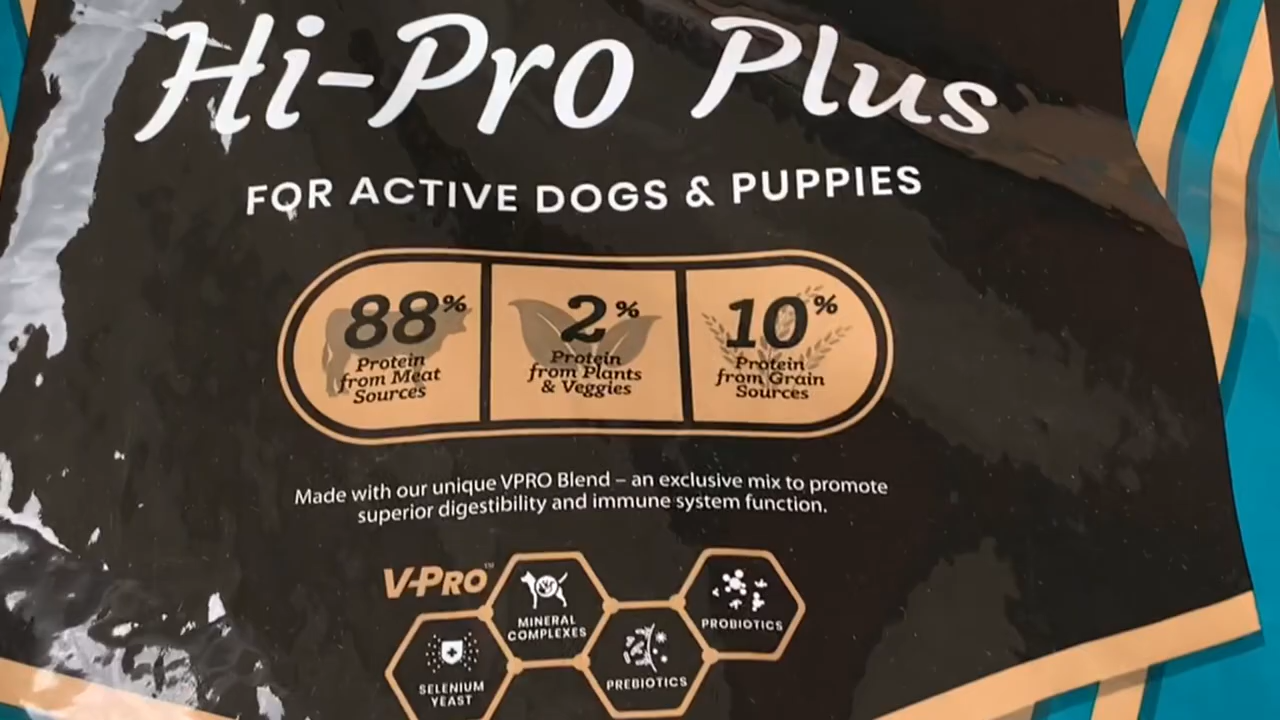 Hi-Pro Plus
FOR ACTIVE DOGS & PUPPIES
88%
Protein
from Meat
Sources
2%
Protein
from Plants
& Veggies
10%
Protein
from Grain
Sources
Made with our unique VPRO Blend – an exclusive mix to promote
superior digestibility and immune system function.
V-PRO™
MINERAL
COMPLEXES
PROBIOTICS
SELENIUM
YEAST
PREBIOTICS